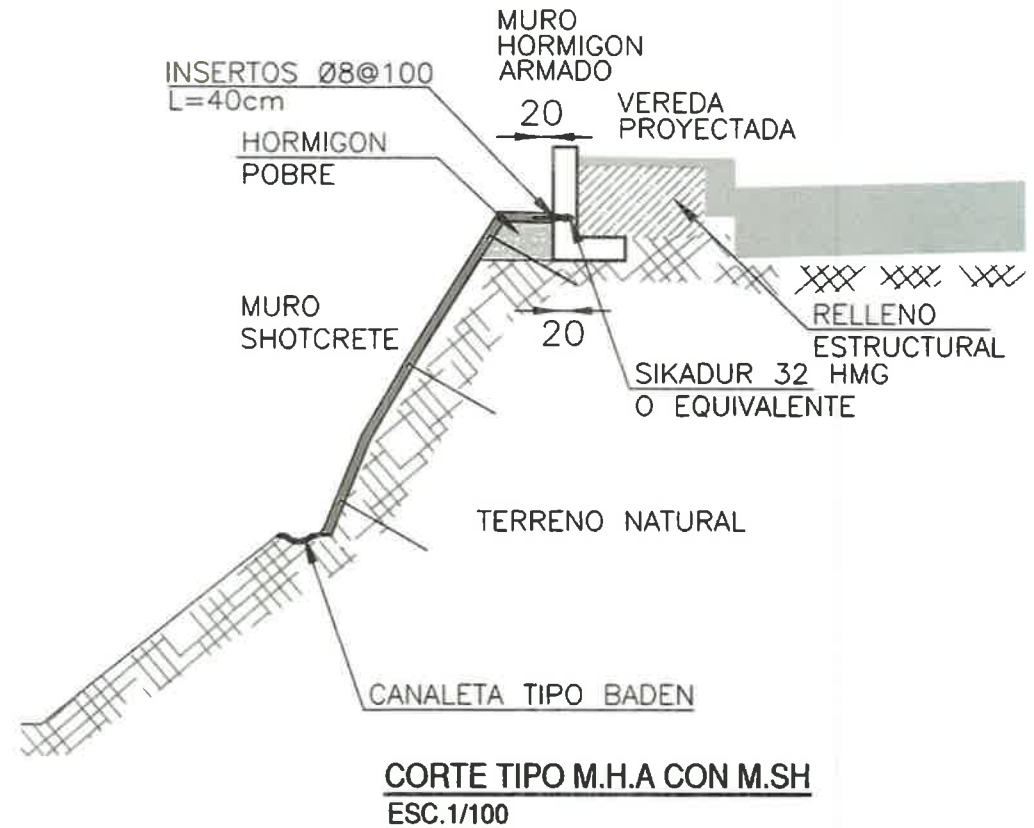 MURO
HORMIGON
ARMADO
INSERTOS Ø8@100
L=40cm
20
VEREDA
PROYECTADA
HORMIGON
POBRE
MURO
SHOTCRETE
20
RELLENO
ESTRUCTURAL
SIKADUR 32 HMG
O EQUIVALENTE
TERRENO NATURAL
CANALETA TIPO BADEN
CORTE TIPO M.H.A CON M.SH
ESC.1/100